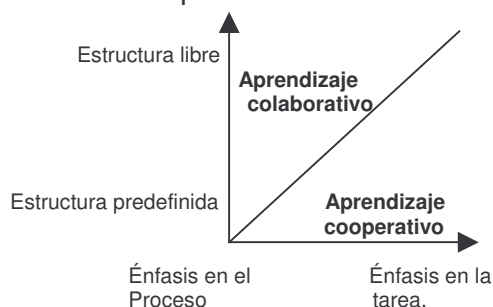 Estructura libre
Aprendizaje
colaborativo
Estructura predefinida
Aprendizaje
cooperativo
Énfasis en el
Proceso
Énfasis en la
tarea.